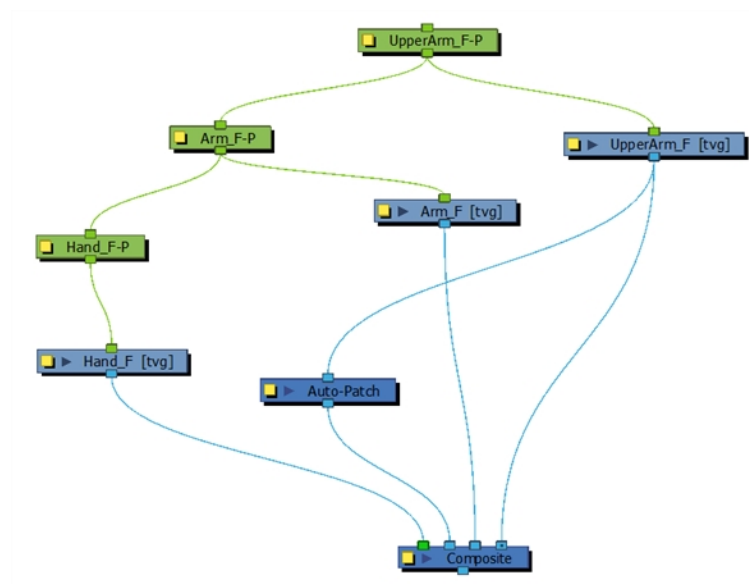 UpperArm_F-P
Arm_F-P
UpperArm_F [tvg]
Arm_F [tvg]
Hand_F-P
Hand_F [tvg]
Auto-Patch
Composite